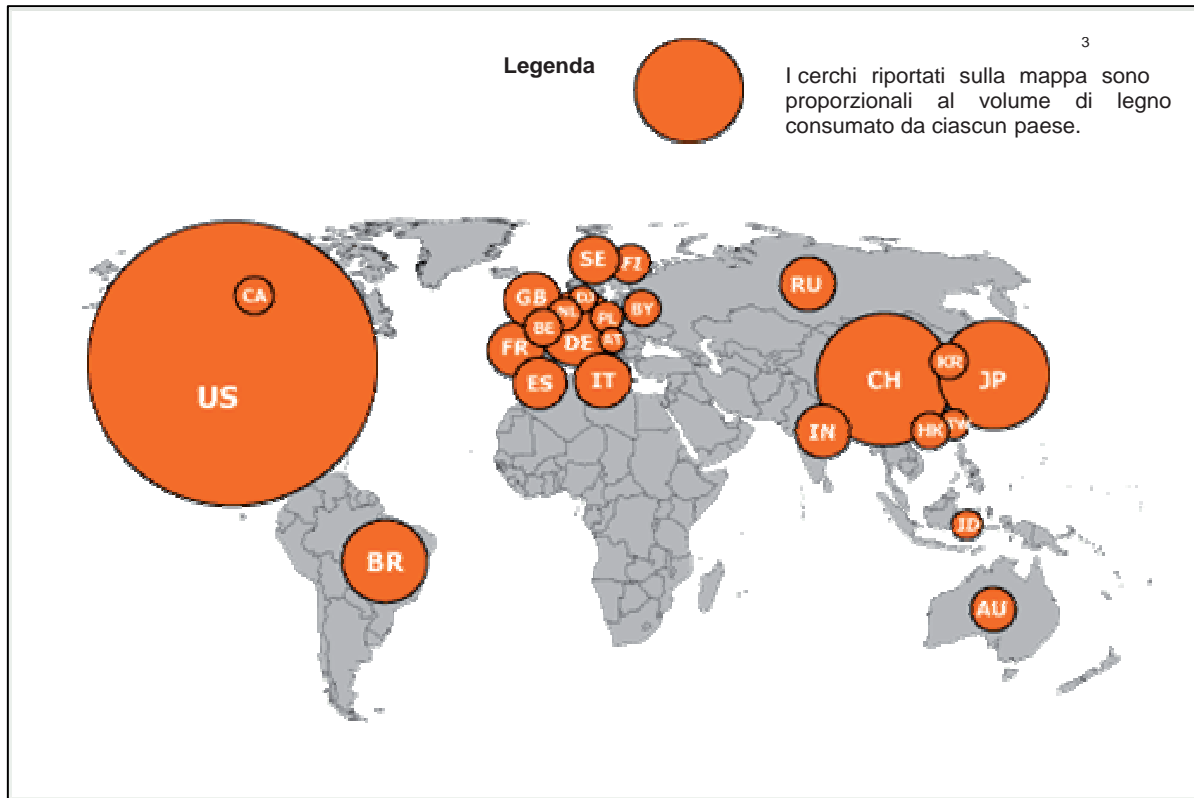 3
Legenda
I cerchi riportati sulla mappa sono
proporzionali al volume di legno
consumato da ciascun paese.
SE
FI
CA
RU
GB
DU
NL
PL
BY
BE
FR
DE
AT
KR
US
ES
IT
CH
JP
IN
HK
TW
ID
BR
AU